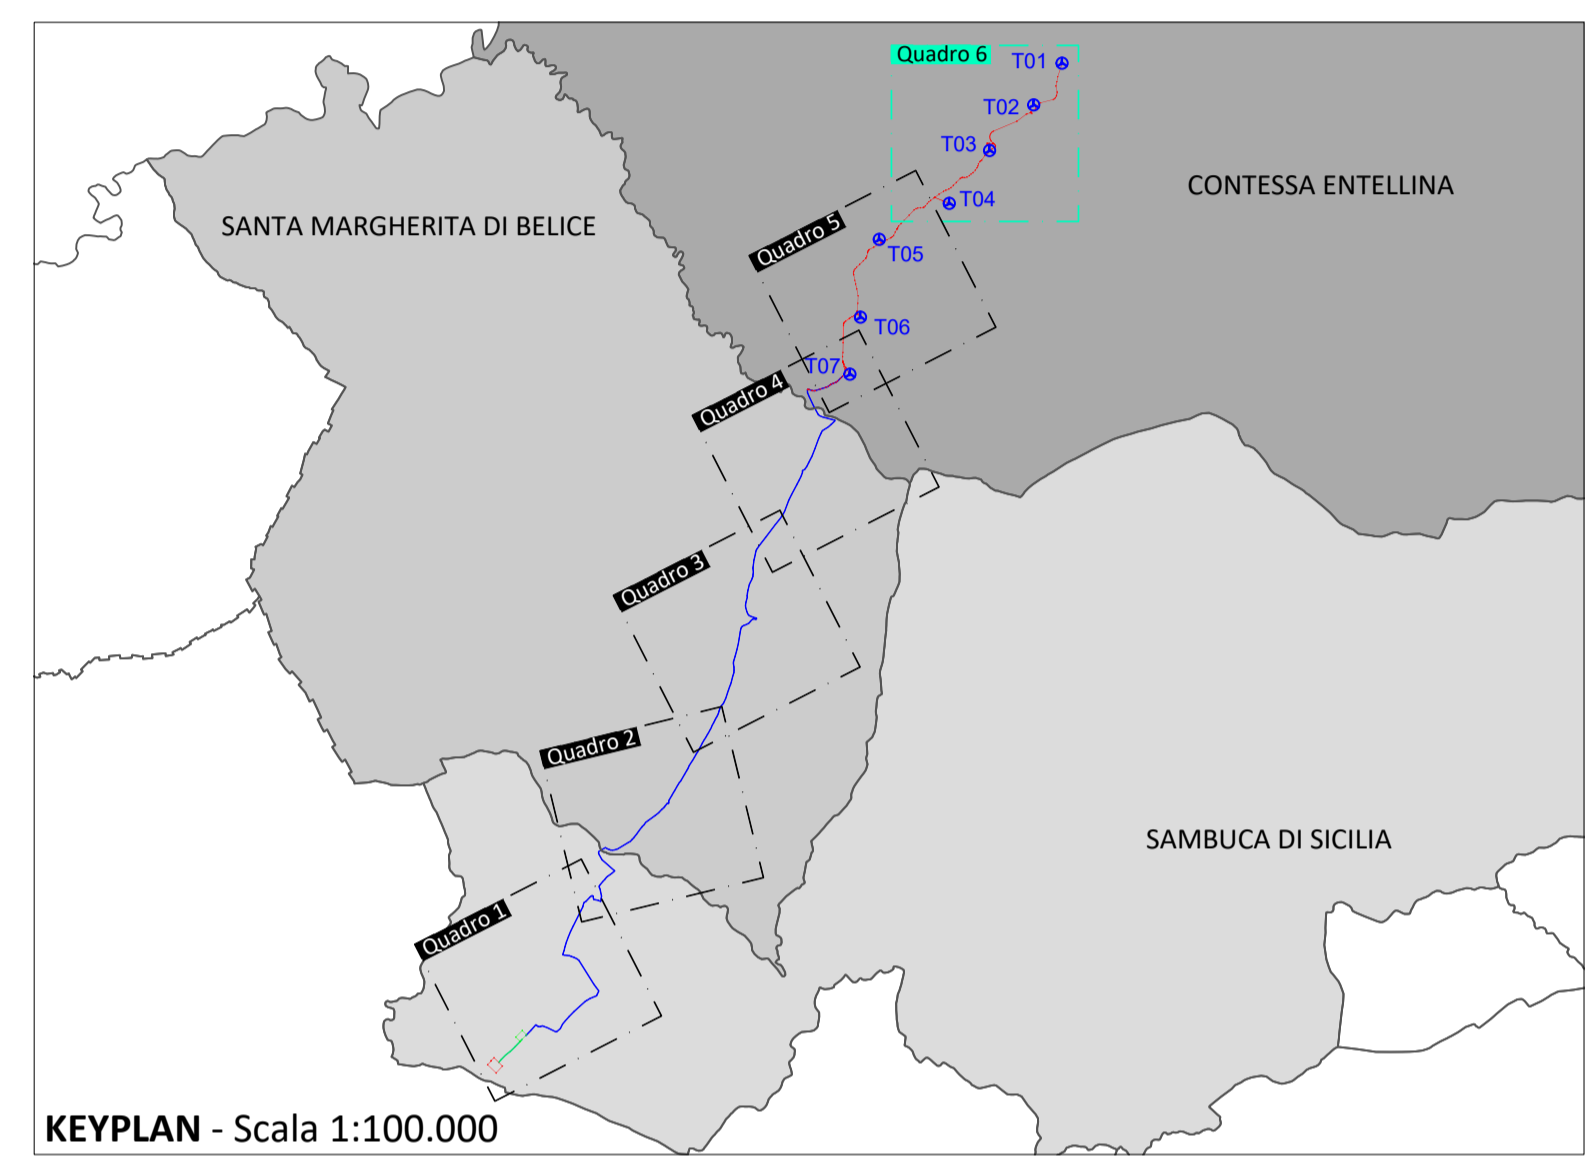 Quadro 6
T01
T02
T03
T04
CONTESSA ENTELLINA
SANTA MARGHERITA DI BELICE
Quadro 5
T05
T06
T07
Quadro 4
Quadro 3
Quadro 2
SAMBUCA DI SICILIA
Quadro 1
KEYPLAN - Scala 1:100.000